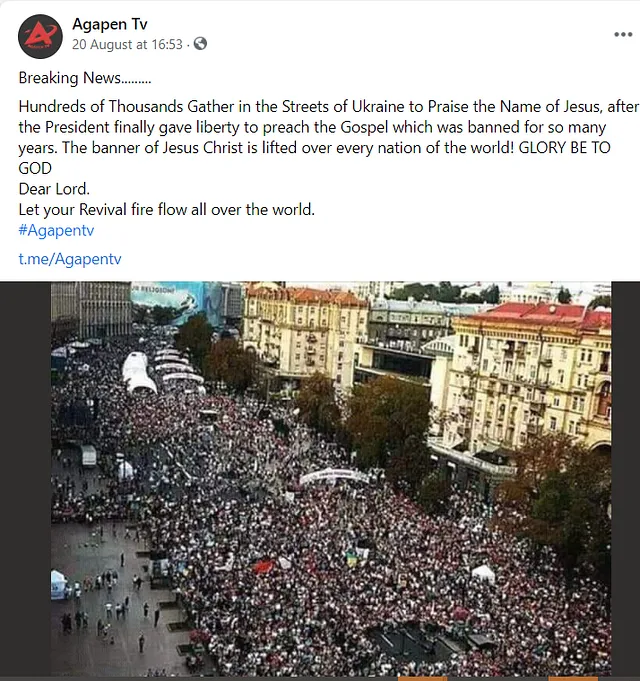 Agapen Tv
20 August at 16:53 ·
Breaking News.........
Hundreds of Thousands Gather in the Streets of Ukraine to Praise the Name of Jesus, after
the President finally gave liberty to preach the Gospel which was banned for so many
years. The banner of Jesus Christ is lifted over every nation of the world! GLORY BE TO
GOD
Dear Lord.
Let your Revival fire flow all over the world.
#Agapentv
t.me/Agapentv
RELIGION!